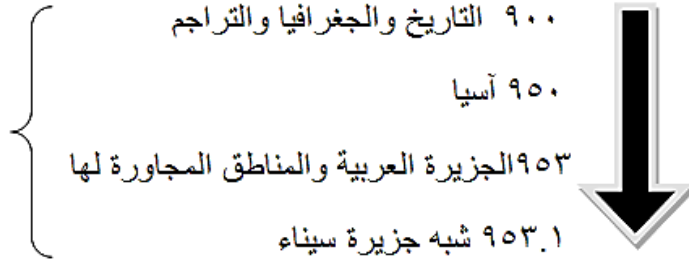 ٩٠٠ التاريخ والجغرافيا والتراجم
٩٥٠ آسيا
٩٥٣الجزيرة العربية والمناطق المجاورة لها
٩٥٣.١ شبه جزيرة سيناء